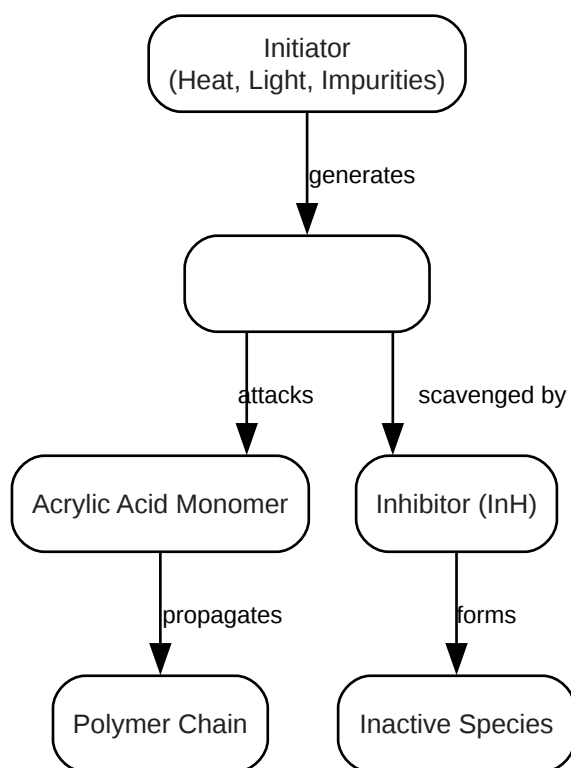 Initiator
(Heat, Light, Impurities)
generates
attacks
scavenged by
Acrylic Acid Monomer
Inhibitor (InH)
propagates
forms
Polymer Chain
Inactive Species